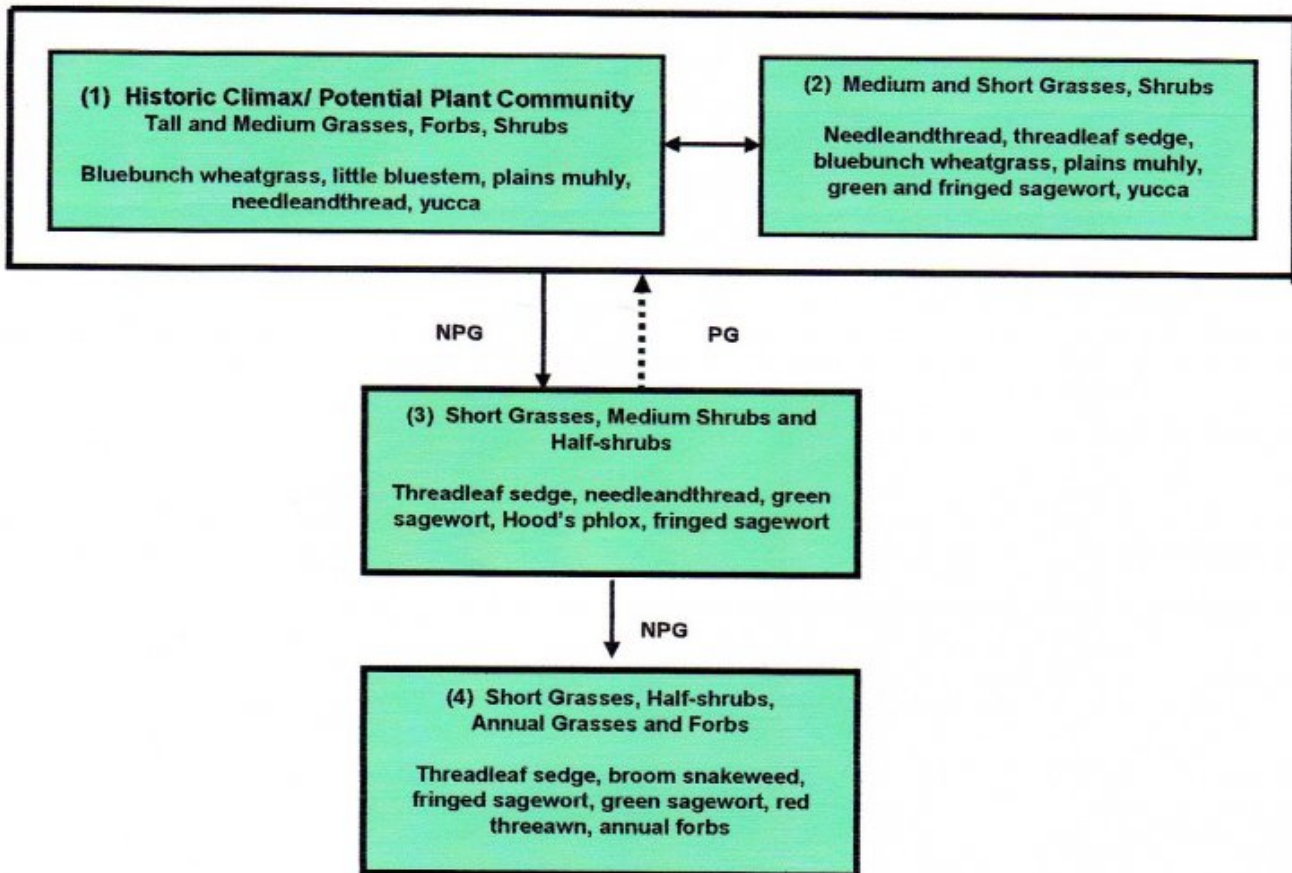 (1) Historic Climax/ Potential Plant Community
Tall and Medium Grasses, Forbs, Shrubs
Bluebunch wheatgrass, little bluestem, plains muhly,
needleandthread, yucca
(2) Medium and Short Grasses, Shrubs
Needleandthread, threadleaf sedge,
bluebunch wheatgrass, plains muhly,
green and fringed sagewort, yucca
NPG
PG
(3) Short Grasses, Medium Shrubs and
Half-shrubs
Threadleaf sedge, needleandthread, green
sagewort, Hood's phlox, fringed sagewort
NPG
(4) Short Grasses, Half-shrubs,
Annual Grasses and Forbs
Threadleaf sedge, broom snakeweed,
fringed sagewort, green sagewort, red
threeawn, annual forbs